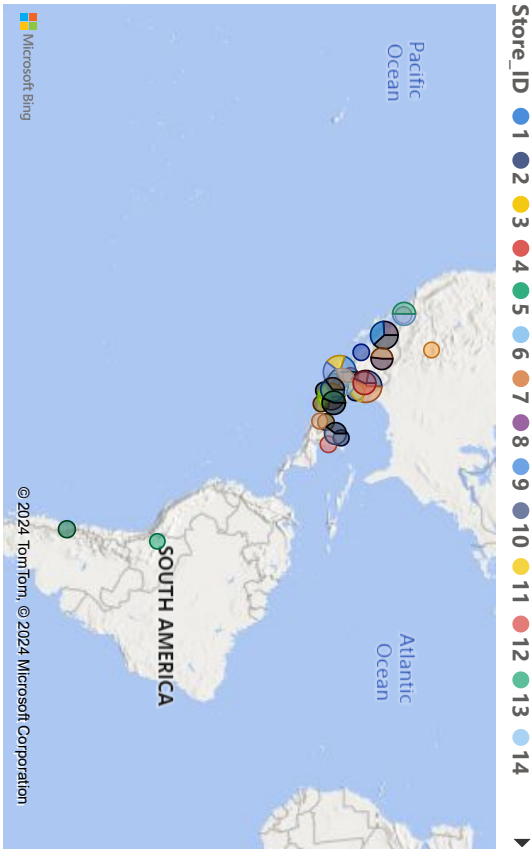 Store_ID 1 2 3 4 5 6 7 8 9 10 11 12 13 14
Pacific
Ocean
Atlantic
Ocean
SOUTH AMERICA
Microsoft Bing
© 2024 TomTom, © 2024 Microsoft Corporation